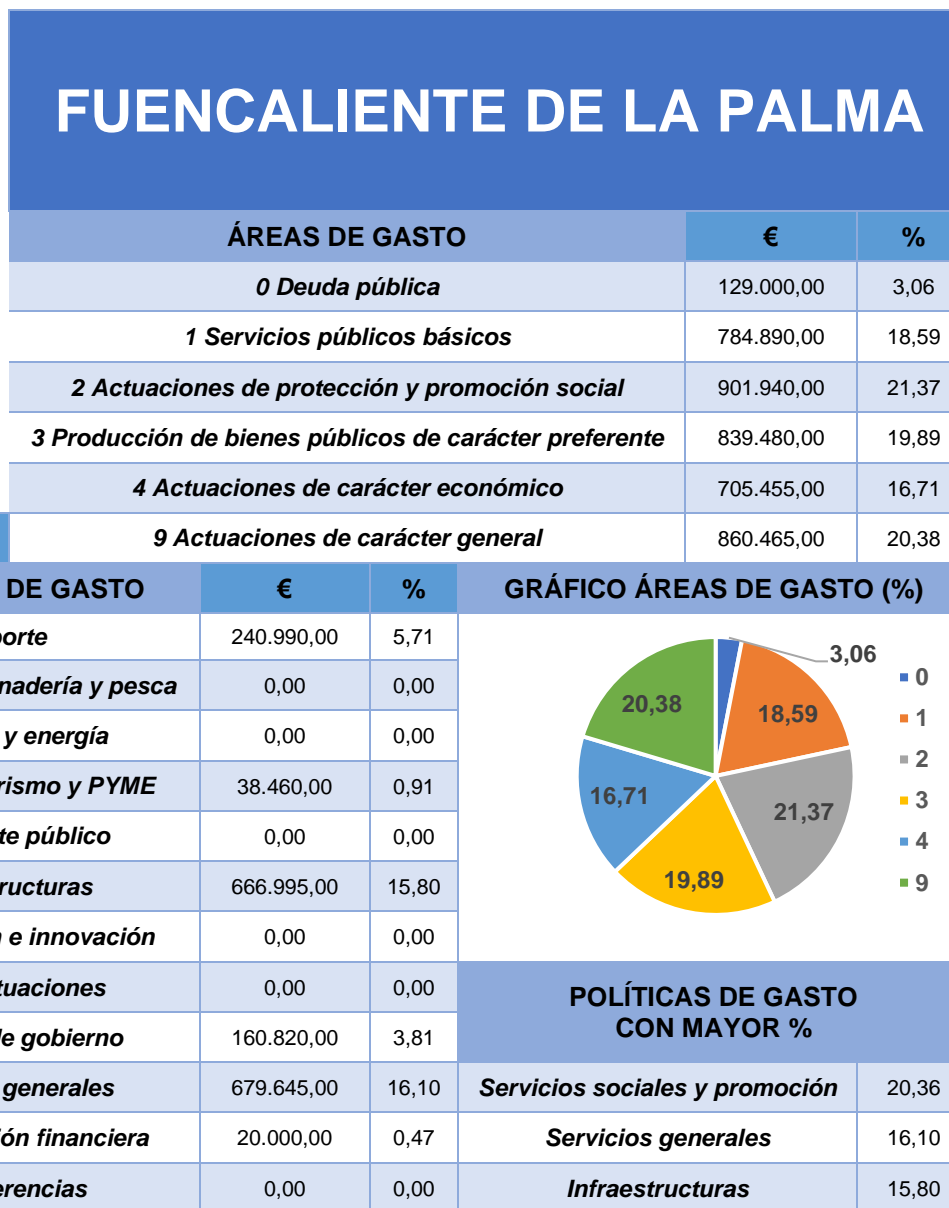 FUENCALIENTE DE LA PALMA
ÁREAS DE GASTO € %
0 Deuda pública 129.000,00 3,06
1 Servicios públicos básicos 784.890,00 18,59
2 Actuaciones de protección y promoción social 901.940,00 21,37
3 Producción de bienes públicos de carácter preferente 839.480,00 19,89
4 Actuaciones de carácter económico 705.455,00 16,71
9 Actuaciones de carácter general 860.465,00 20,38
DE GASTO € %
orte 240.990,00 5,71
nadería y pesca 0,00 0,00
y energía 0,00 0,00
rismo y PYME 38.460,00 0,91
te público 0,00 0,00
ructuras 666.995,00 15,80
e innovación 0,00 0,00
tuaciones 0,00 0,00
de gobierno 160.820,00 3,81
generales 679.645,00 16,10
ión financiera 20.000,00 0,47
erencias 0,00 0,00
GRÁFICO ÁREAS DE GASTO (%)
3,06
18,59
21,37
19,89
16,71
20,38
0
1
2
3
4
9
POLÍTICAS DE GASTO
CON MAYOR %
Servicios sociales y promoción 20,36
Servicios generales 16,10
Infraestructuras 15,80